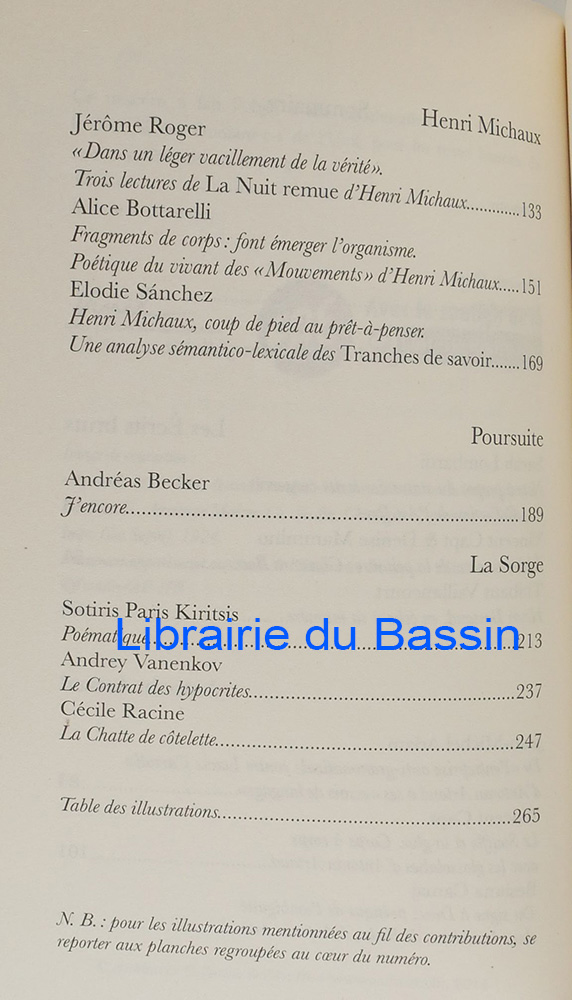 Henri Michaux
Jérôme Roger
«Dans un léger vacillement de la vérité».
Trois lectures de La Nuit remue d'Henri Michaux.............133
Alice Bottarelli
Fragments de corps : font émerger l'organisme.
Poétique du vivant des «Mouvements» d'Henri Michaux.....151
Elodie Sánchez
Henri Michaux, coup de pied au prêt-à-penser.
Une analyse sémantico-lexicale des Tranches de savoir.......169
Poursuite
Andréas Becker
J'encore...........................................................................189
La Sorge
Sotiris Paris Kiritsis
Poématique.......................................................................213
Librairie du Bassin
Andrey Vanenkov
Le Contrat des hypocrites..................................................237
Cécile Racine
La Chatte de côtelette........................................................247
Table des illustrations........................................................265
N. B. : pour les illustrations mentionnées au fil des contributions, se
reporter aux planches regroupées au cœur du numéro.